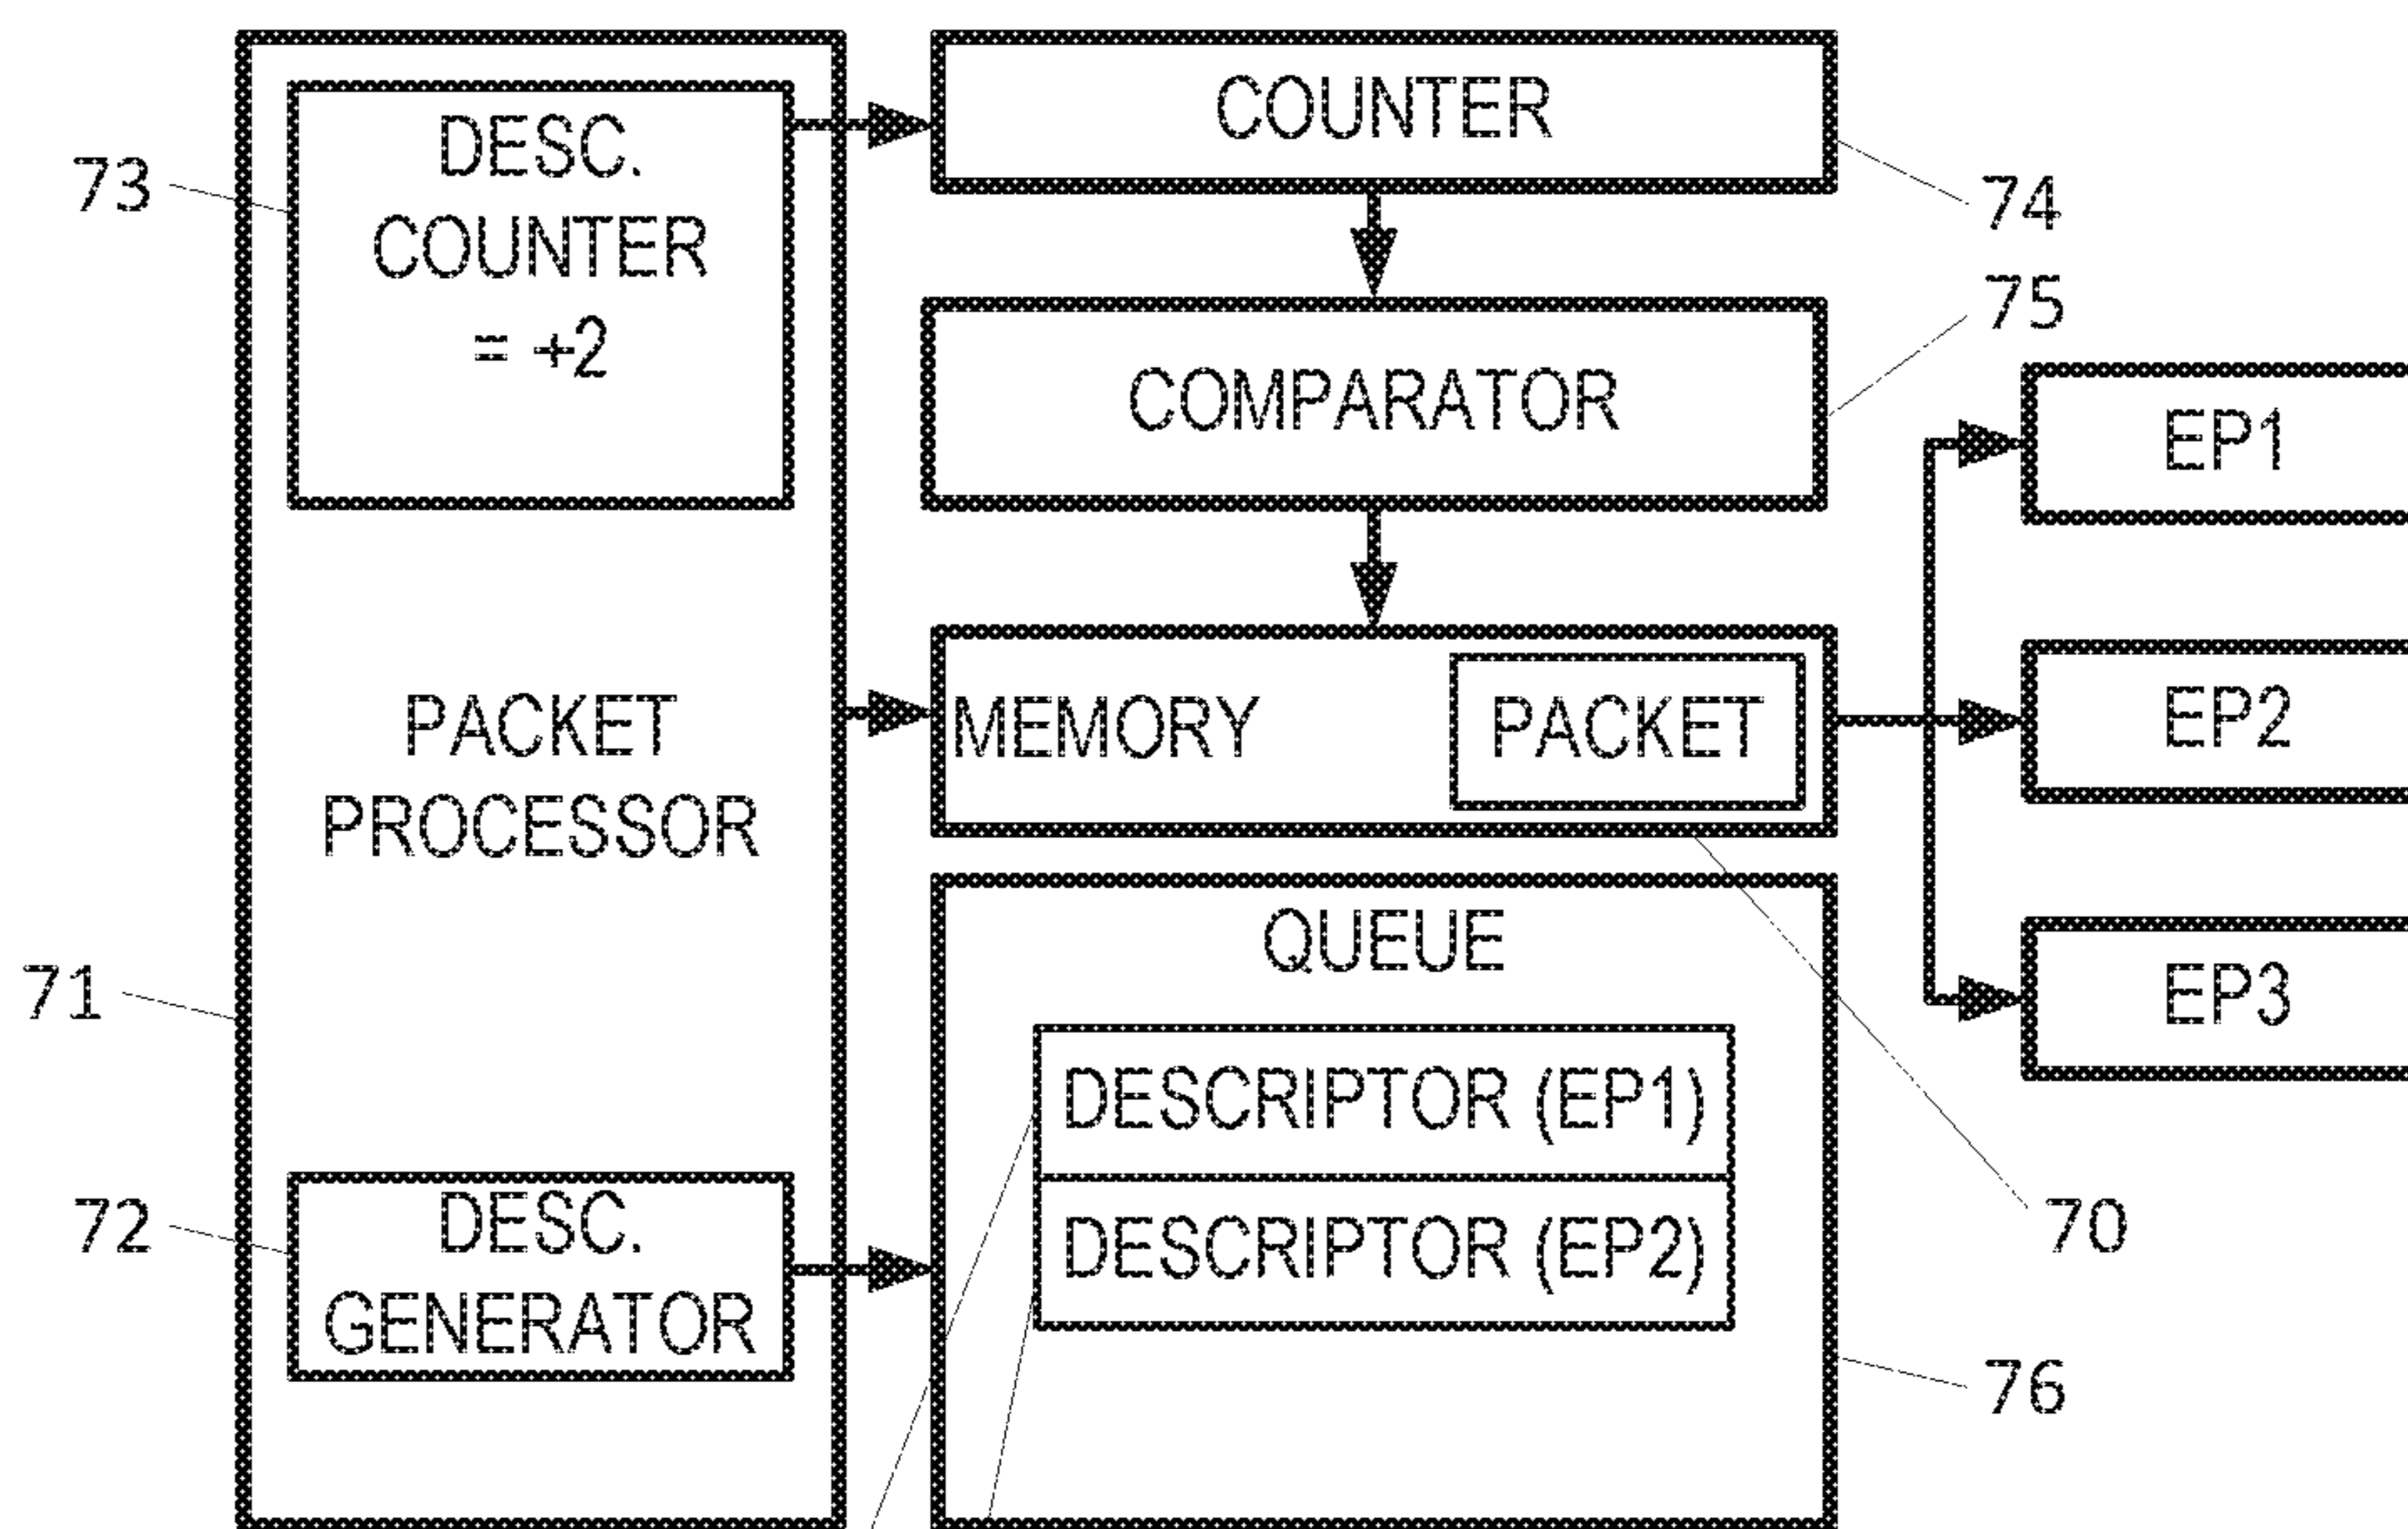 DESC.
COUNTER
= +2
73
COUNTER
74
COMPARATOR
75
PACKET
PROCESSOR
71
MEMORY
PACKET
70
EP1
EP2
EP3
DESC.
GENERATOR
72
QUEUE
DESCRIPTOR (EP1)
DESCRIPTOR (EP2)
76